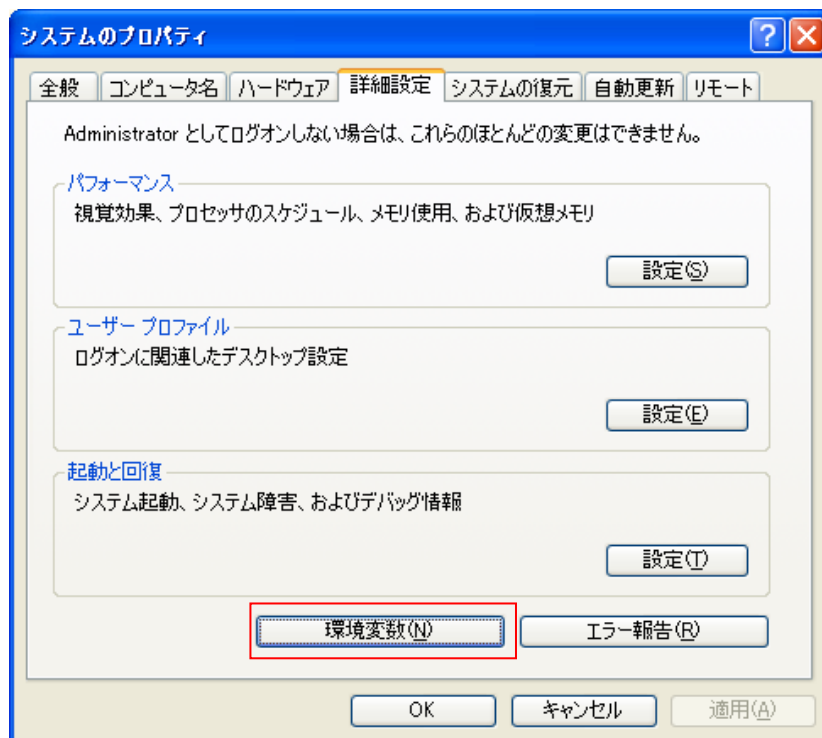 システムのプロパティ
全般 コンピュータ名 ハードウェア 詳細設定 システムの復元 自動更新 リモート
Administrator としてログオンしない場合は、これらのほとんどの変更はできません。
パフォーマンス
視覚効果、プロセッサのスケジュール、メモリ使用、および仮想メモリ
設定(S)
ユーザー プロファイル
ログオンに関連したデスクトップ設定
設定(E)
起動と回復
システム起動、システム障害、およびデバッグ情報
設定(T)
環境変数(N) エラー報告(R)
OK キャンセル 適用(A)